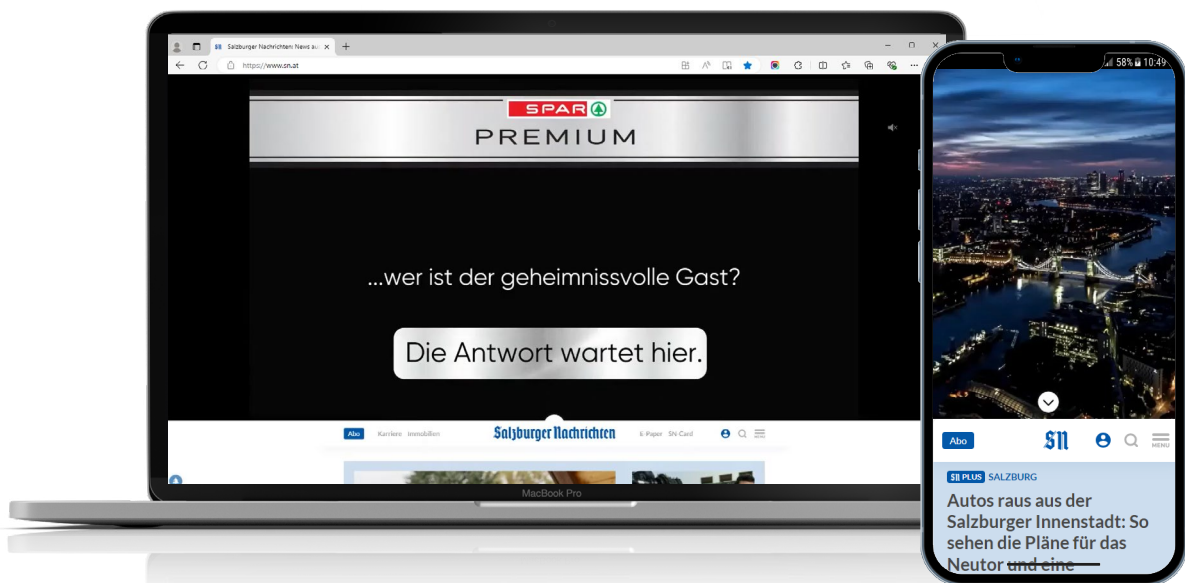 Salzburger Nachrichten: News au
https://www.sn.at
SPAR
PREMIUM
...wer ist der geheimnissvolle Gast?
Die Antwort wartet hier.
Abo
Karriere Immobilien
Salzburger Nachrichten
E-Paper SN-Card
MENU
MacBook Pro
58% 10:49
Abo
SN
MENU
SN PLUS SALZBURG
Autos raus aus der
Salzburger Innenstadt: So
sehen die Pläne für das
Neutor und eine